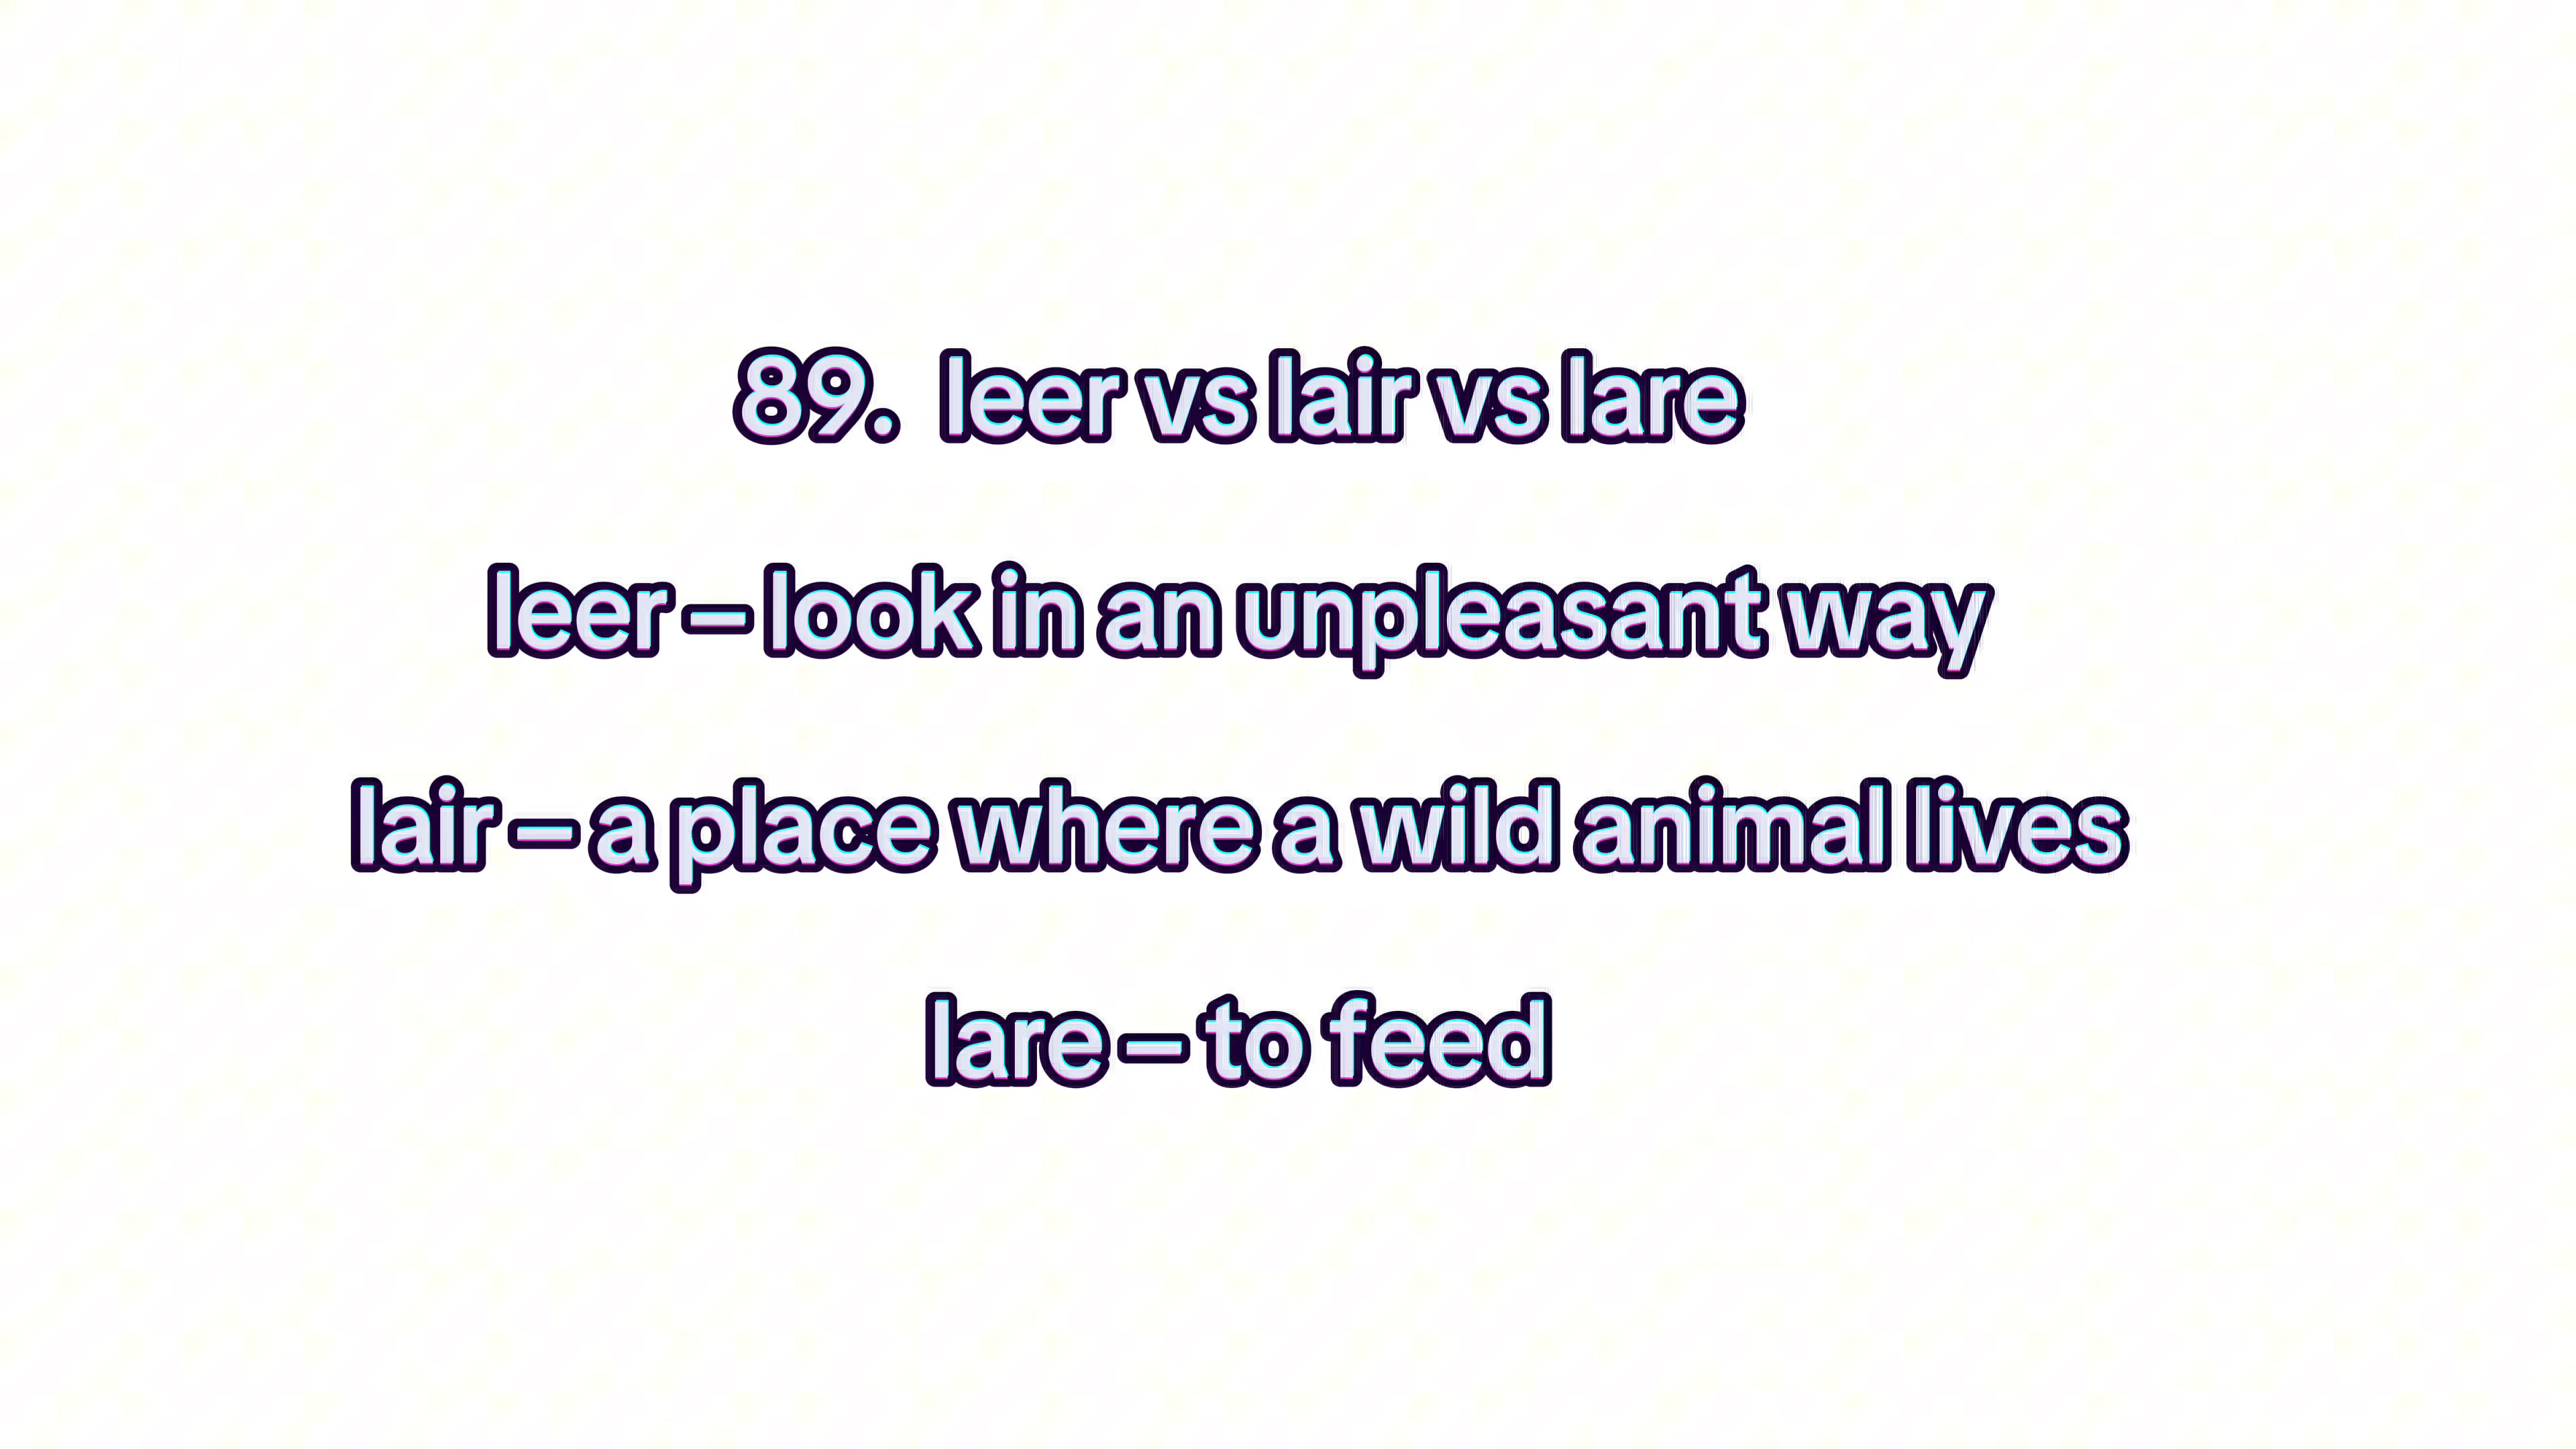 89. leer vs lair vs lare
leer – look in an unpleasant way
lair – a place where a wild animal lives
lare – to feed